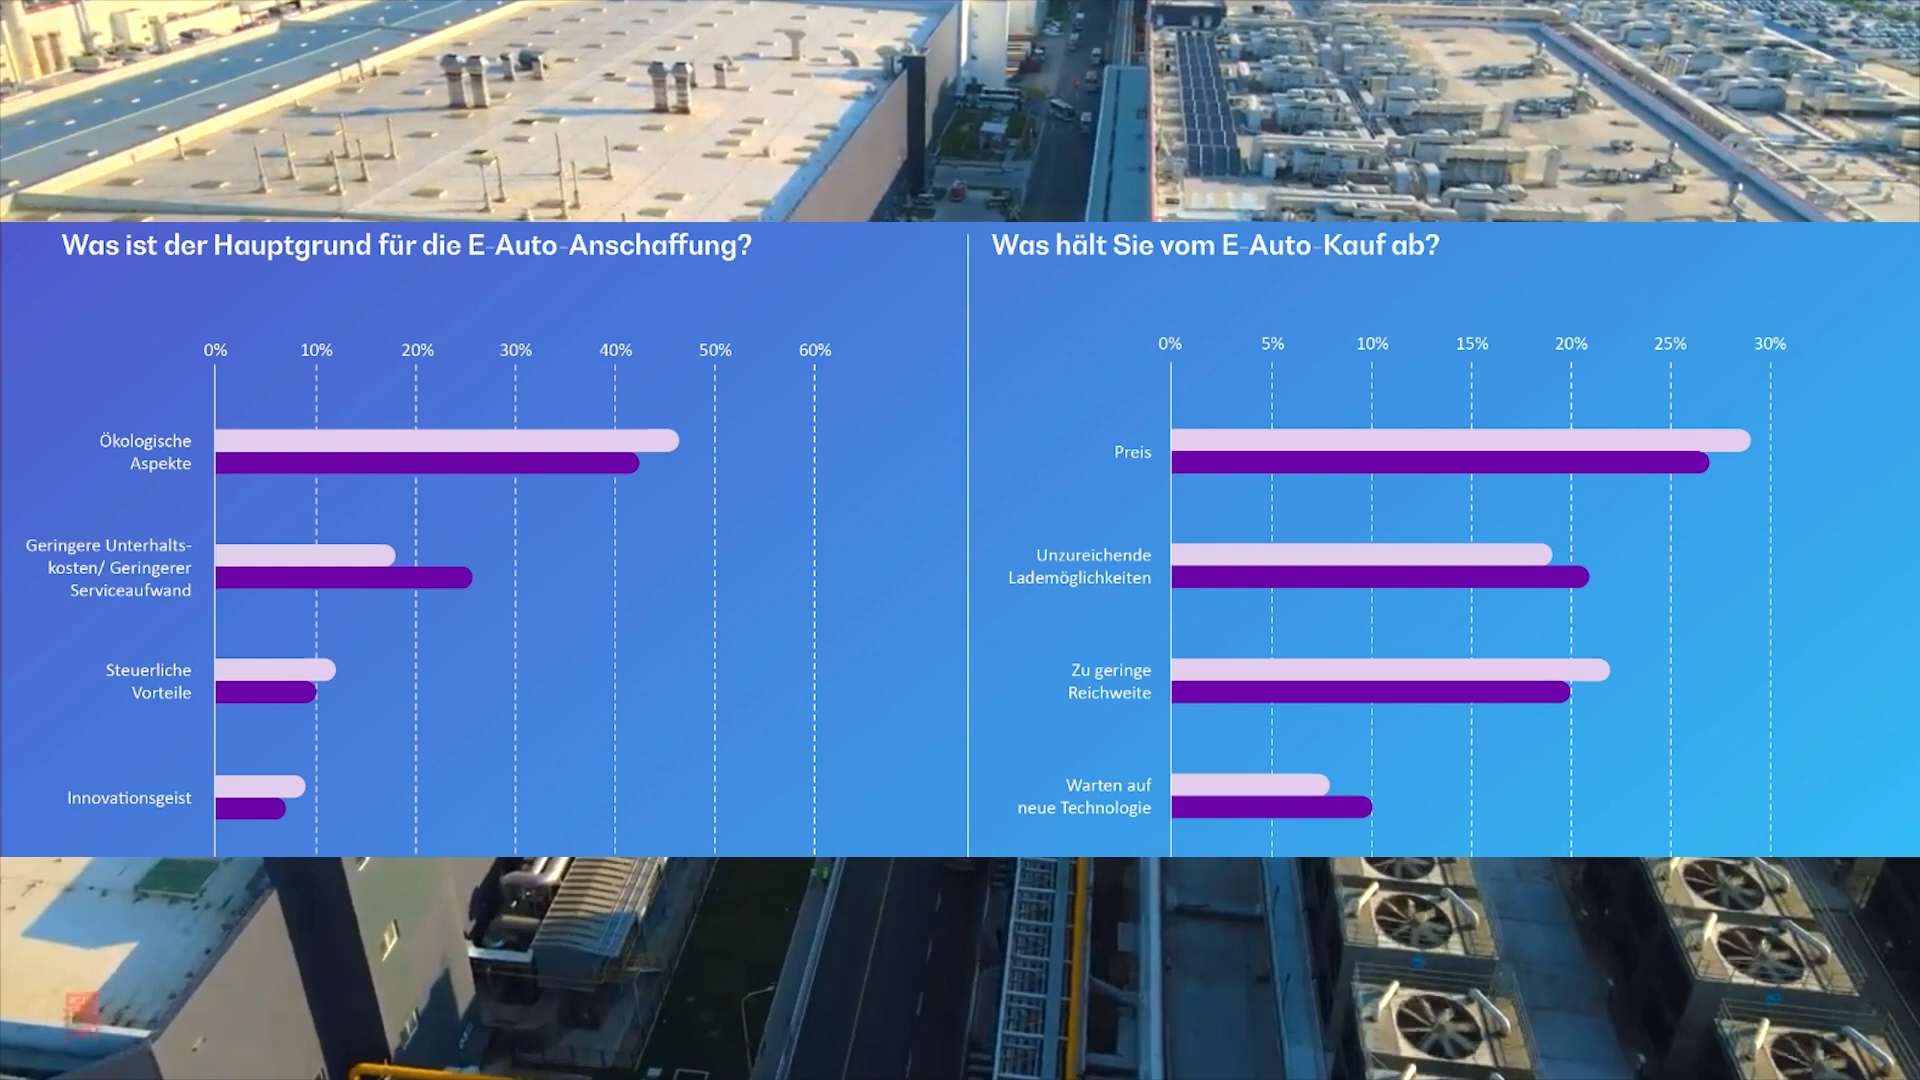 Was ist der Hauptgrund für die E-Auto-Anschaffung?
0% 10% 20% 30% 40% 50% 60%
Ökologische
Aspekte
Geringere Unterhalts-
kosten/ Geringerer
Serviceaufwand
Steuerliche
Vorteile
Innovationsgeist
Was hält Sie vom E-Auto-Kauf ab?
0% 5% 10% 15% 20% 25% 30%
Preis
Unzureichende
Lademöglichkeiten
Zu geringe
Reichweite
Warten auf
neue Technologie